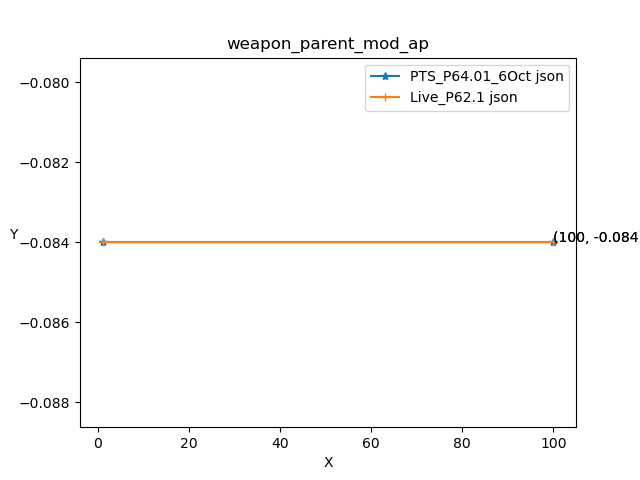 weapon_parent_mod_ap
PTS_P64.01_6Oct json
Live_P62.1 json
−0.080
−0.082
−0.084
−0.086
−0.088
Y
(100, -0.084
0
20
40
60
80
100
X